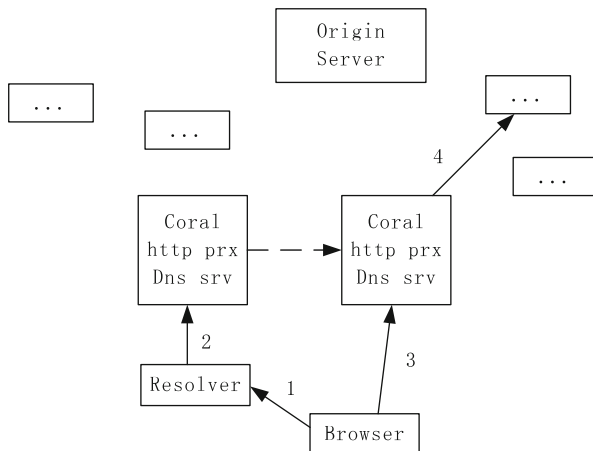 Origin
Server
...
...
...
4
...
Coral
http prx
Dns srv
Coral
http prx
Dns srv
2
3
Resolver
1
Browser